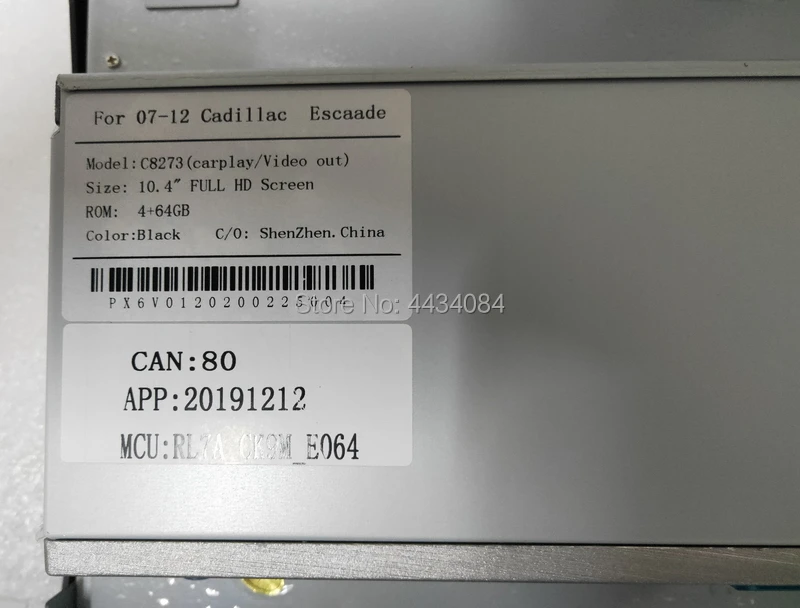 For 07-12 Cadillac Escaade
Model:C8273(carplay/Video out)
Size: 10.4″ FULL HD Screen
ROM: 4+64GB
Color:Black C/O: ShenZhen.China
Store No: 4434084
CAN:80
APP:20191212